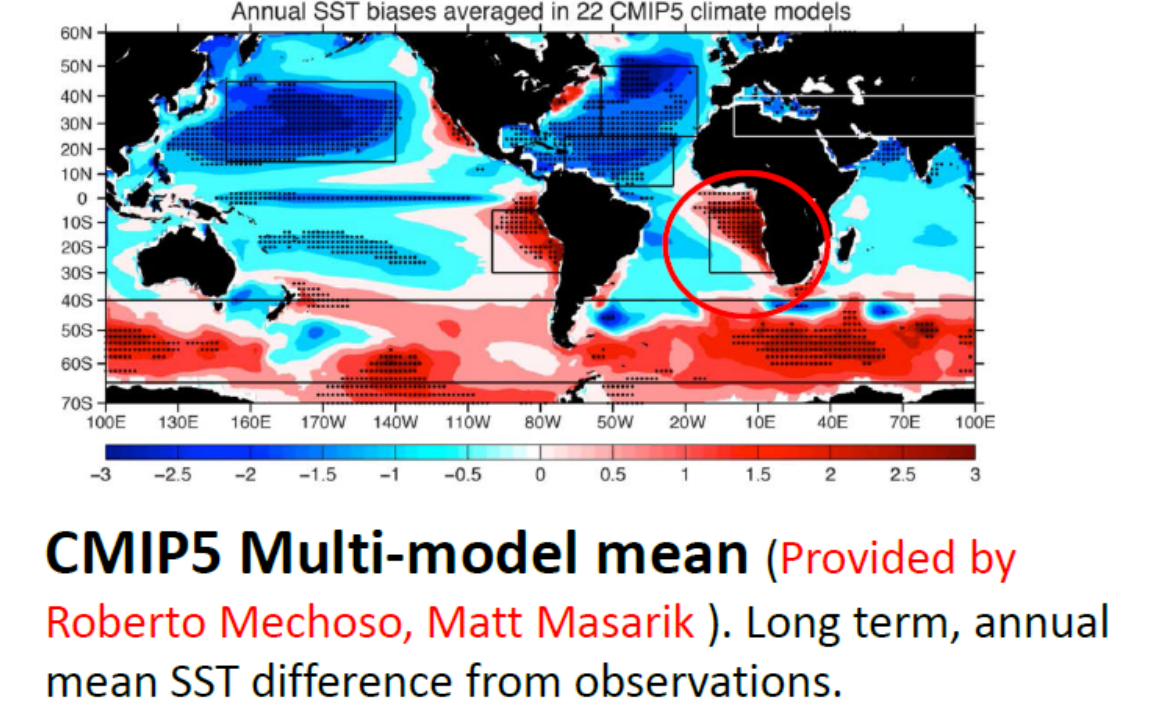 Annual SST biases averaged in 22 CMIP5 climate models
60N
50N
40N
30N
20N
10N
0
10S
20S
30S
40S
50S
60S
70S
100E 130E 160E 170W 140W 110W 80W 50W 20W 10E 40E 70E 100E
−3 −2.5 −2 −1.5 −1 −0.5 0 0.5 1 1.5 2 2.5 3
CMIP5 Multi-model mean (Provided by
Roberto Mechoso, Matt Masarik ). Long term, annual
mean SST difference from observations.